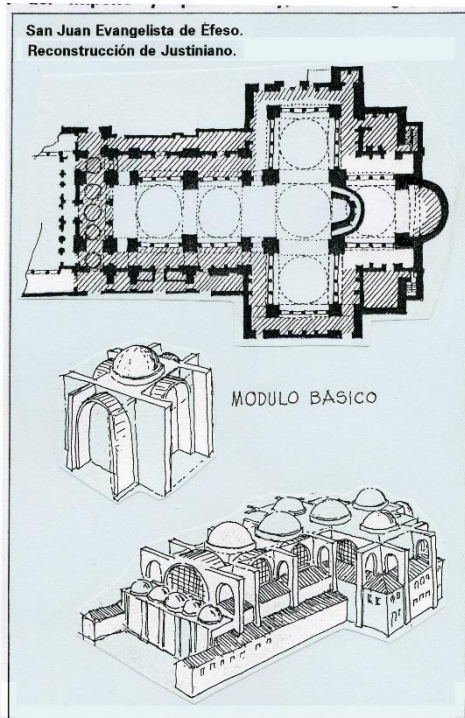 San Juan Evangelista de Éfeso.
Reconstrucción de Justiniano.
MODULO BASICO